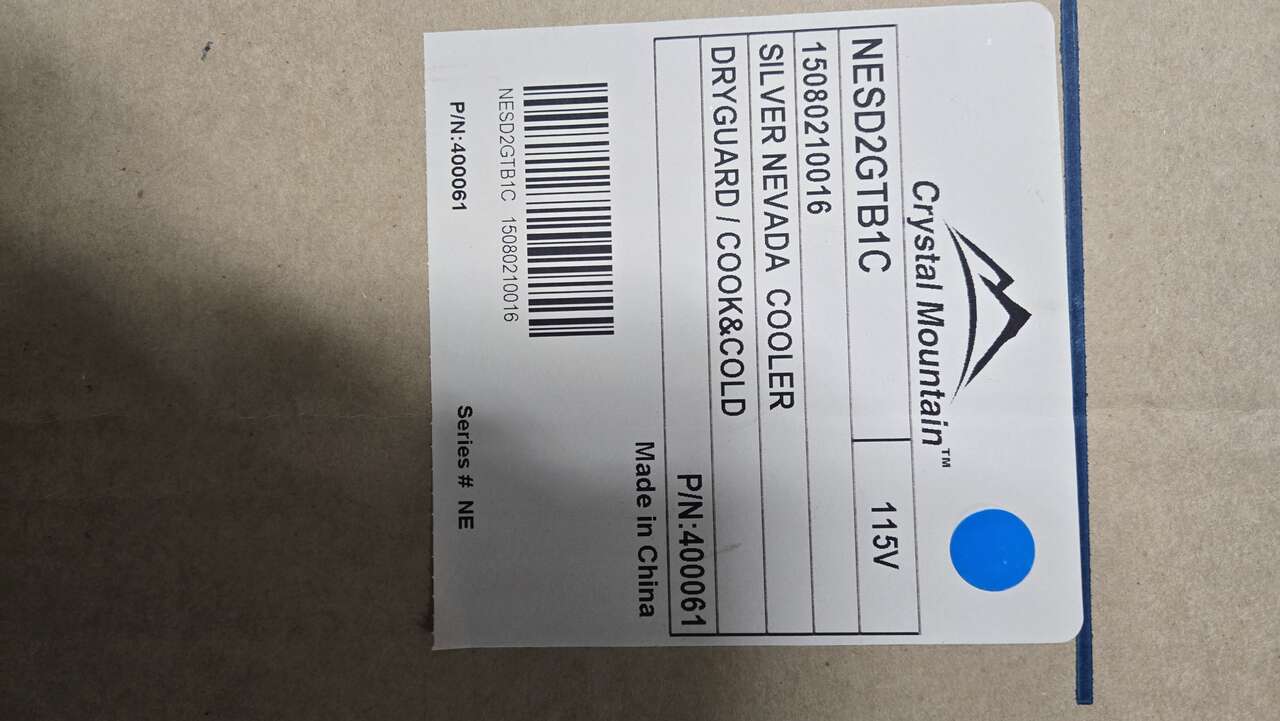 Crystal Mountain™
NESD2GTB1C 115V
15080210016
SILVER NEVADA COOLER
DRYGUARD / COOK&COLD
P/N:400061
Made in China
NESD2GTB1C 15080210016
P/N:400061 Series # NE